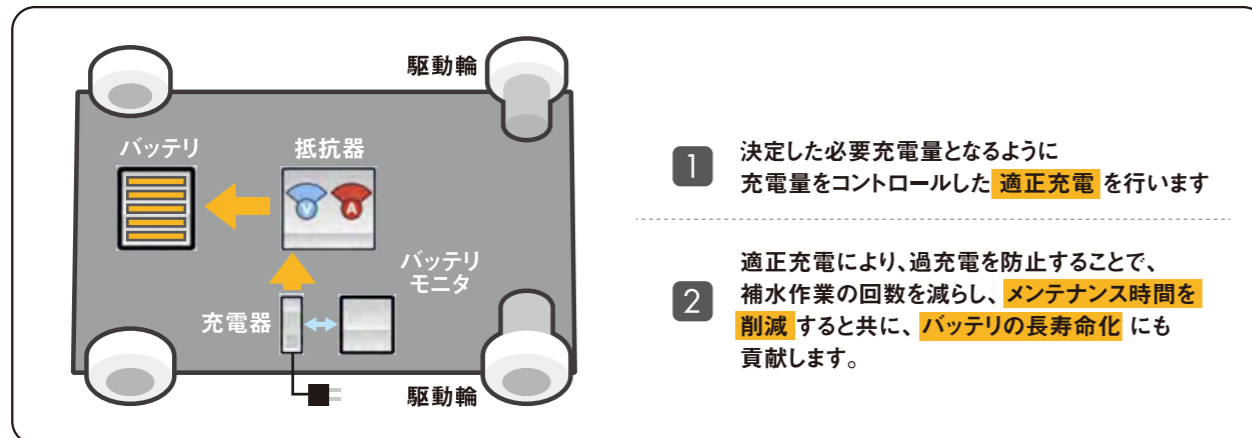 駆動輪
バッテリ
抵抗器
V
A
バッテリ
モニタ
充電器
駆動輪
1
決定した必要充電量となるように
充電量をコントロールした 適正充電 を行います
2
適正充電により、過充電を防止することで、
補水作業の回数を減らし、メンテナンス時間を
削減 すると共に、バッテリの長寿命化 にも
貢献します。